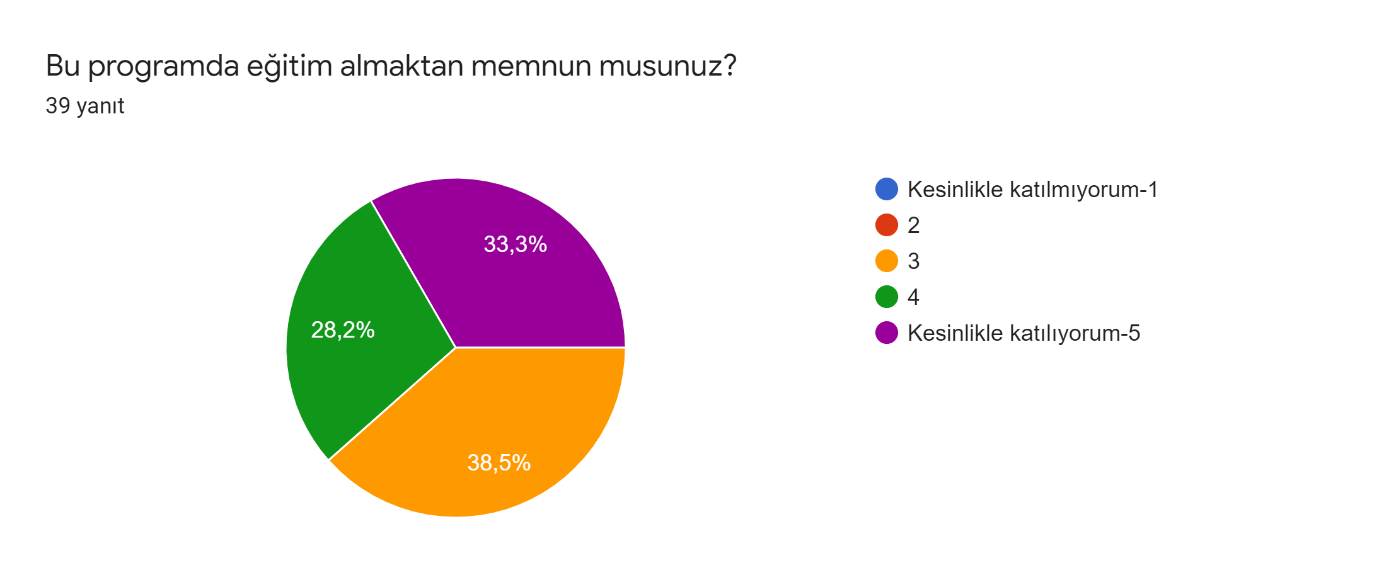 Bu programda eğitim almaktan memnun musunuz?
39 yanıt
33,3%
28,2%
38,5%
Kesinlikle katılmıyorum-1
2
3
4
Kesinlikle katılıyorum-5